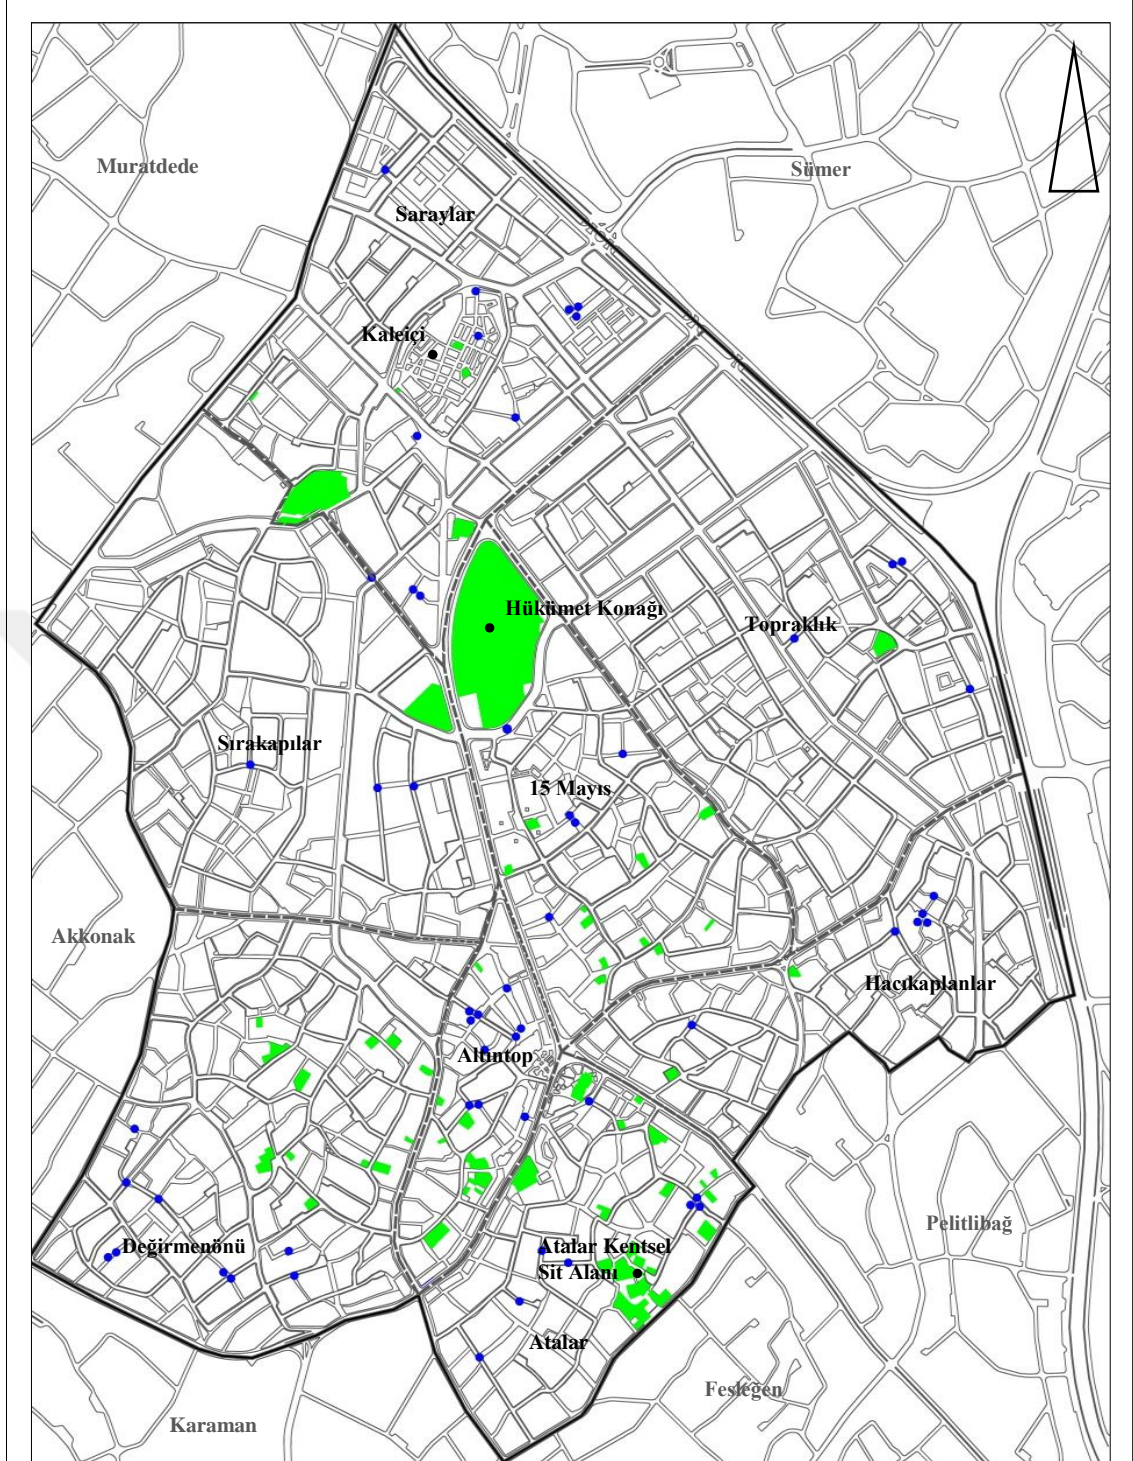 Muratdede
Sümer
Saraylar
Kaleiçi
Hükümet Konağı
Topraklık
Sırakapılar
15 Mayıs
Akkonak
Hacıkaplanlar
Altıntop
Pelitlibağ
Değirmenönü
Atalar Kentsel
Sit Alanı
Atalar
Fesleğen
Karaman